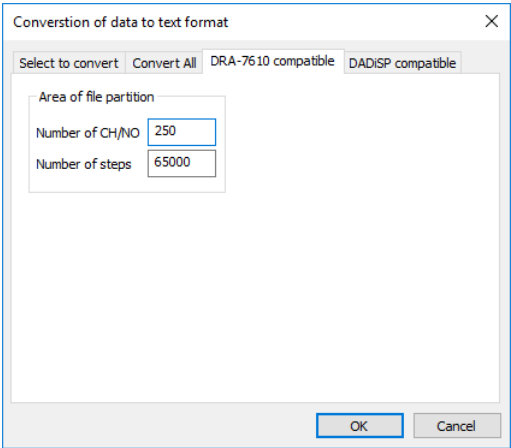 Converstion of data to text format
Select to convert Convert All DRA-7610 compatible DADiSP compatible
Area of file partition
Number of CH/NO 250
Number of steps 65000
OK Cancel